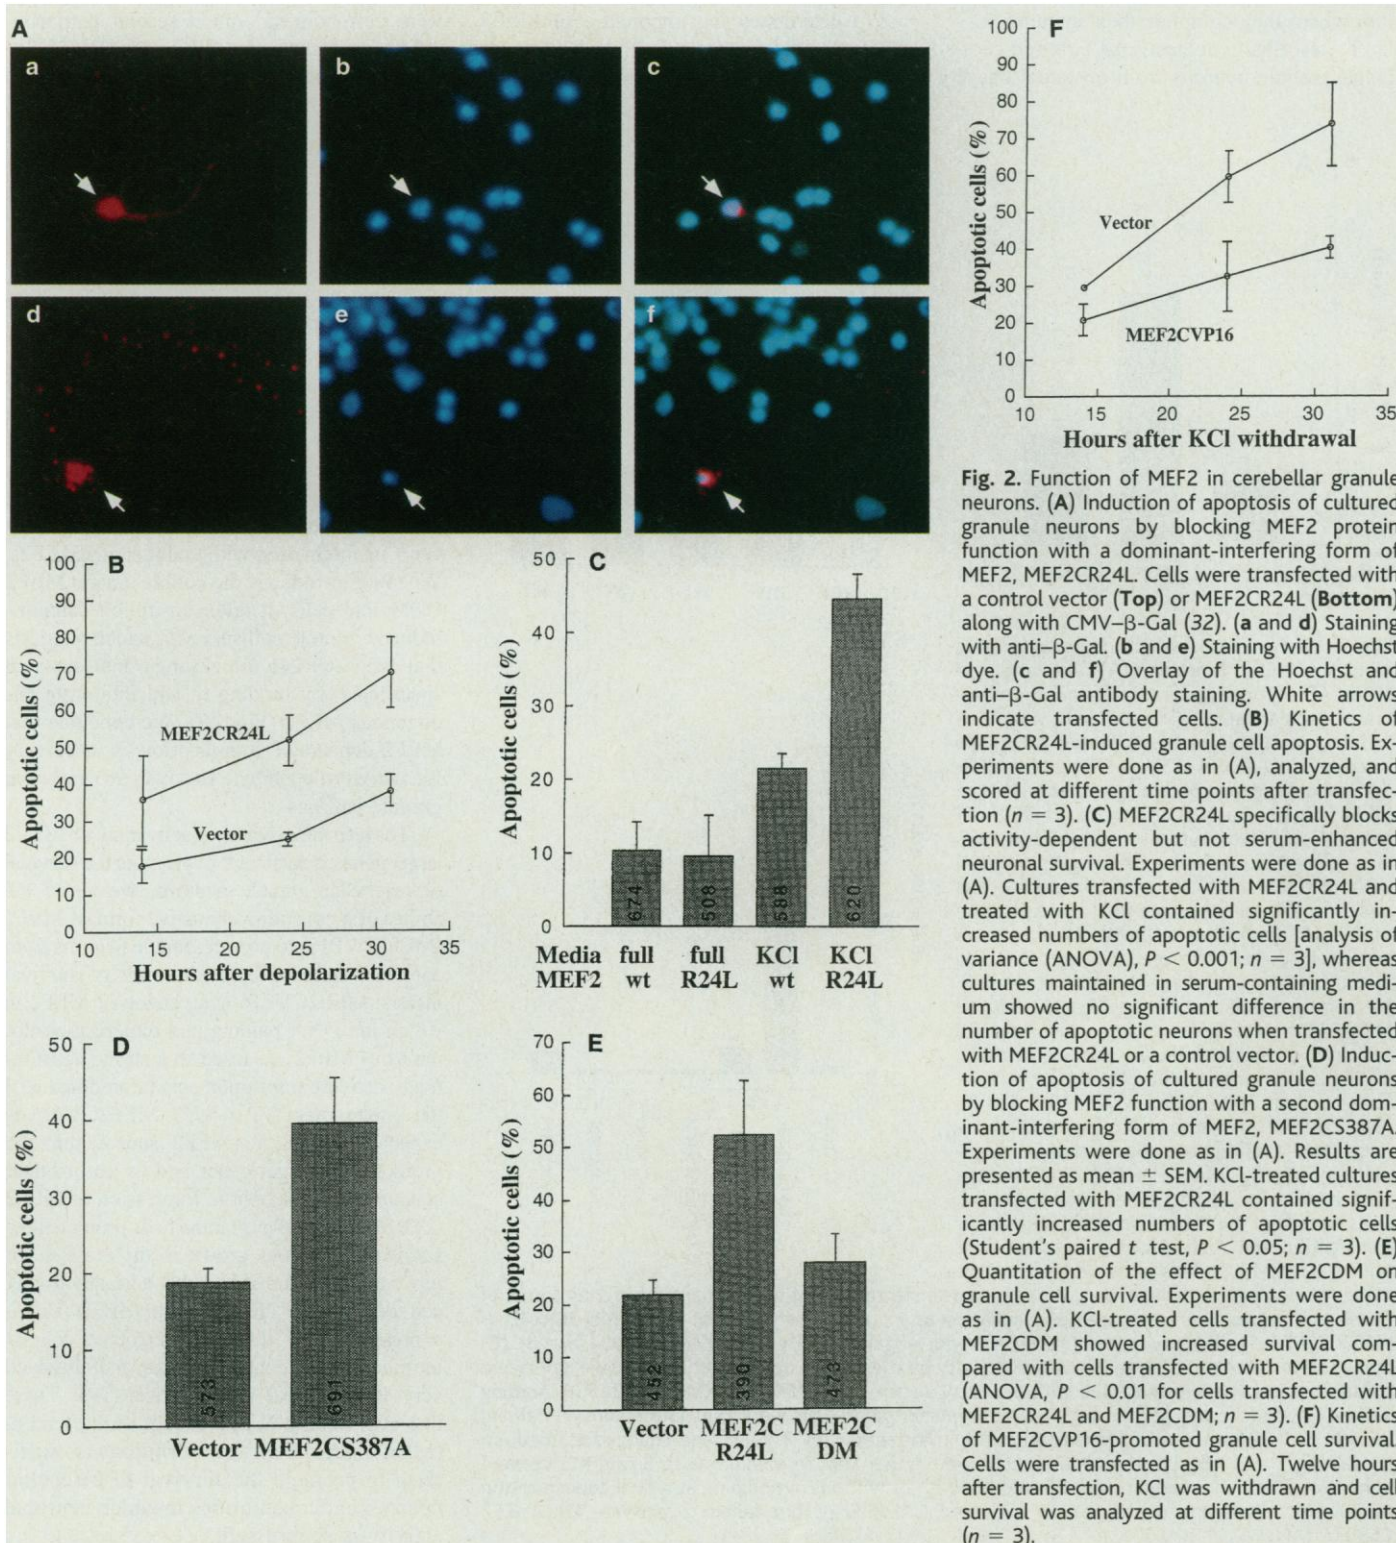 A
a
b
c
d
e
f
B
100
90
80
70
60
50
40
30
20
10
0
Apoptotic cells (%)
MEF2CR24L
Vector
10 15 20 25 30 35
Hours after depolarization
C
50
40
30
20
10
0
Apoptotic cells (%)
674
508
588
620
Media full full KCl KCl
MEF2 wt R24L wt R24L
D
50
40
30
20
10
0
Apoptotic cells (%)
573
691
Vector MEF2CS387A
E
70
60
50
40
30
20
10
0
Apoptotic cells (%)
452
390
473
Vector MEF2C MEF2C
R24L DM
F
100
90
80
70
60
50
40
30
20
10
0
Apoptotic cells (%)
Vector
MEF2CVP16
10 15 20 25 30 35
Hours after KCl withdrawal
Fig. 2. Function of MEF2 in cerebellar granule
neurons. (A) Induction of apoptosis of cultured
granule neurons by blocking MEF2 protein
function with a dominant-interfering form of
MEF2, MEF2CR24L. Cells were transfected with
a control vector (Top) or MEF2CR24L (Bottom)
along with CMV–β-Gal (32). (a and d) Staining
with anti–β-Gal. (b and e) Staining with Hoechst
dye. (c and f) Overlay of the Hoechst and
anti–β-Gal antibody staining. White arrows
indicate transfected cells. (B) Kinetics of
MEF2CR24L-induced granule cell apoptosis. Ex-
periments were done as in (A), analyzed, and
scored at different time points after transfec-
tion (n = 3). (C) MEF2CR24L specifically blocks
activity-dependent but not serum-enhanced
neuronal survival. Experiments were done as in
(A). Cultures transfected with MEF2CR24L and
treated with KCl contained significantly in-
creased numbers of apoptotic cells [analysis of
variance (ANOVA), P < 0.001; n = 3], whereas
cultures maintained in serum-containing medi-
um showed no significant difference in the
number of apoptotic neurons when transfected
with MEF2CR24L or a control vector. (D) Induc-
tion of apoptosis of cultured granule neurons
by blocking MEF2 function with a second dom-
inant-interfering form of MEF2, MEF2CS387A.
Experiments were done as in (A). Results are
presented as mean ± SEM. KCl-treated cultures
transfected with MEF2CR24L contained signif-
icantly increased numbers of apoptotic cells
(Student's paired t test, P < 0.05; n = 3). (E)
Quantitation of the effect of MEF2CDM on
granule cell survival. Experiments were done
as in (A). KCl-treated cells transfected with
MEF2CDM showed increased survival com-
pared with cells transfected with MEF2CR24L
(ANOVA, P < 0.01 for cells transfected with
MEF2CR24L and MEF2CDM; n = 3). (F) Kinetics
of MEF2CVP16-promoted granule cell survival.
Cells were transfected as in (A). Twelve hours
after transfection, KCl was withdrawn and cell
survival was analyzed at different time points
(n = 3).